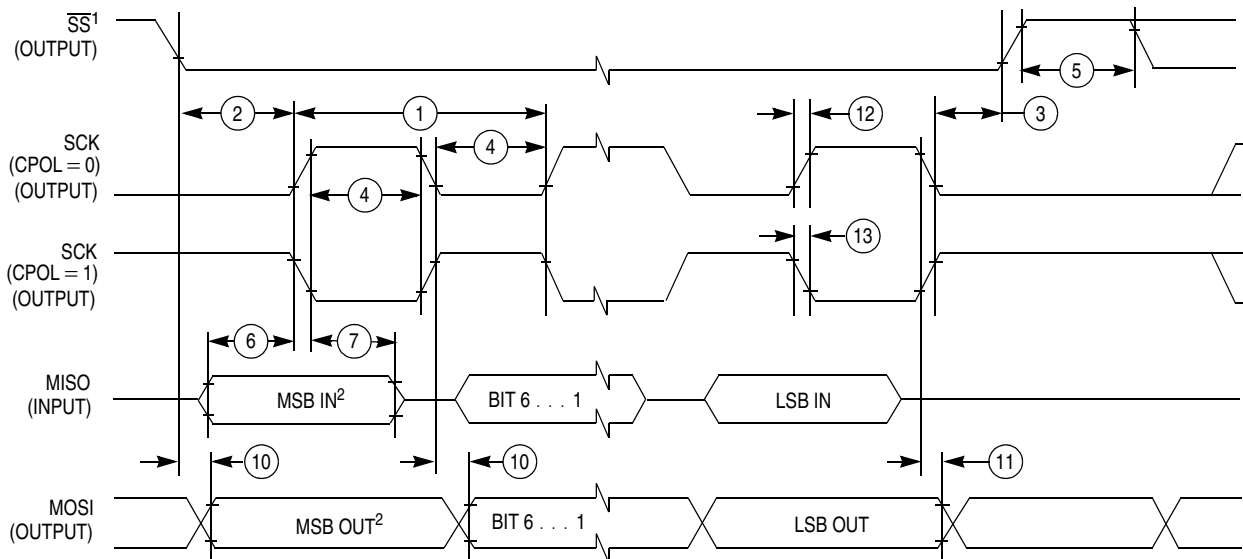 SS¹
(OUTPUT)
5
2
1
12
3
SCK
(CPOL = 0)
(OUTPUT)
4
4
SCK
(CPOL = 1)
(OUTPUT)
13
6
7
MISO
(INPUT)
MSB IN²
BIT 6 . . . 1
LSB IN
10
10
11
MOSI
(OUTPUT)
MSB OUT²
BIT 6 . . . 1
LSB OUT